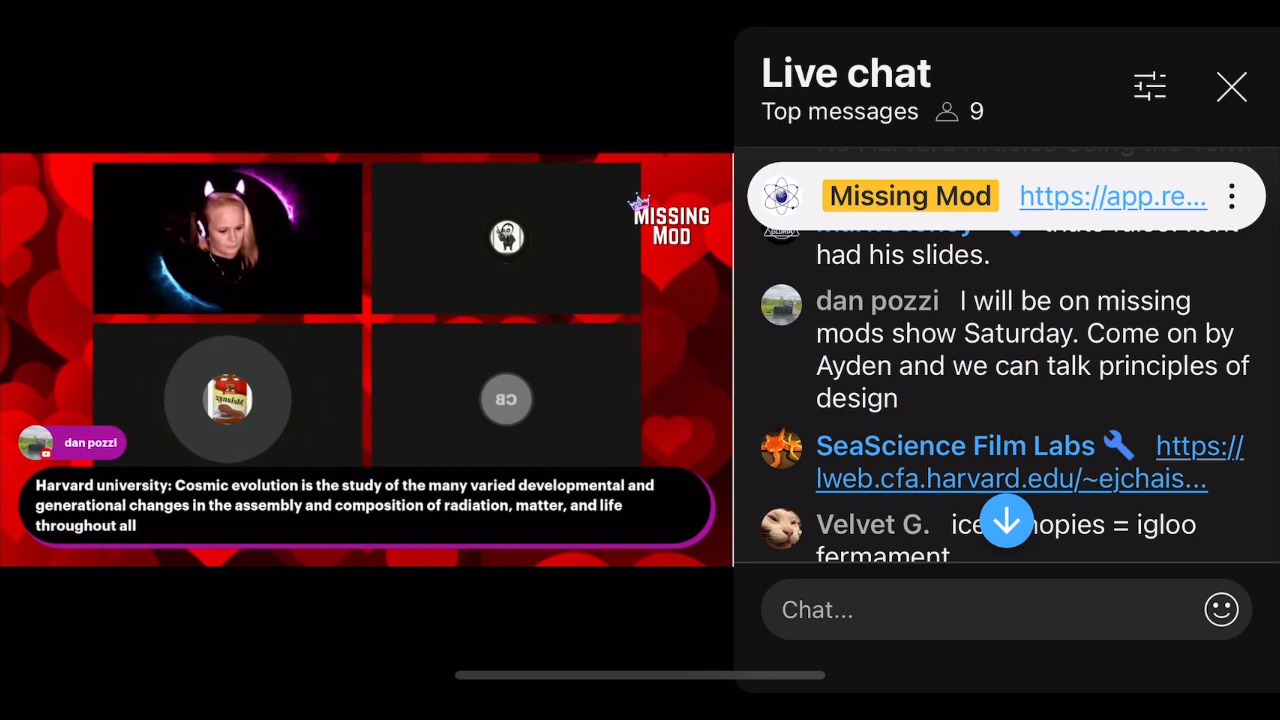 MISSING
MOD
dan pozzi
Harvard university: Cosmic evolution is the study of the many varied developmental and
generational changes in the assembly and composition of radiation, matter, and life
throughout all
CB
Live chat
Top messages 9
Missing Mod https://app.re...
had his slides.
dan pozzi I will be on missing
mods show Saturday. Come on by
Ayden and we can talk principles of
design
SeaScience Film Labs https://
lweb.cfa.harvard.edu/~ejchais...
Velvet G. = igloo
fermament
Chat...